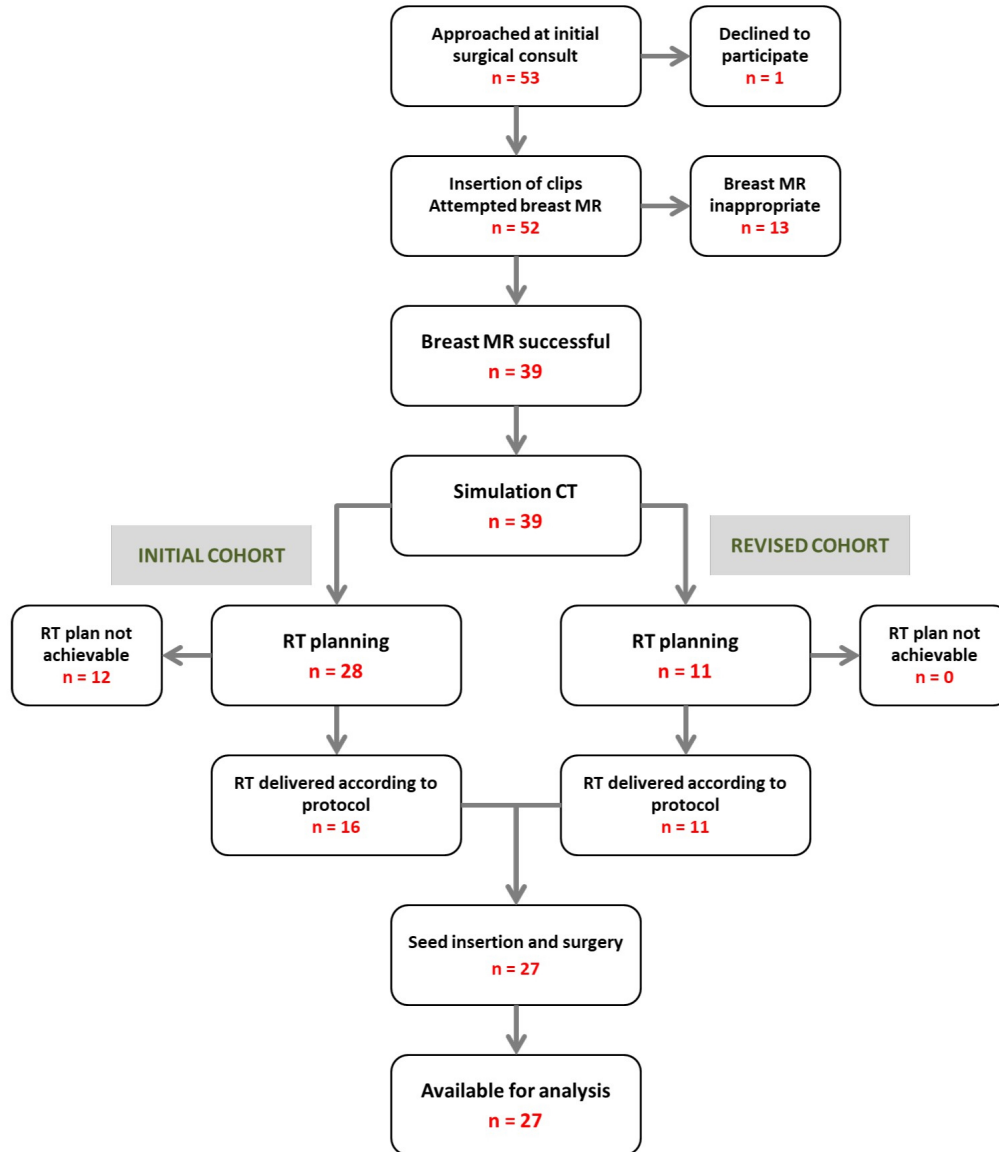 Approached at initial
surgical consult
n = 53
Declined to
participate
n = 1
Insertion of clips
Attempted breast MR
n = 52
Breast MR
inappropriate
n = 13
Breast MR successful
n = 39
Simulation CT
n = 39
INITIAL COHORT
REVISED COHORT
RT plan not
achievable
n = 12
RT planning
n = 28
RT planning
n = 11
RT plan not
achievable
n = 0
RT delivered according to
protocol
n = 16
RT delivered according to
protocol
n = 11
Seed insertion and surgery
n = 27
Available for analysis
n = 27